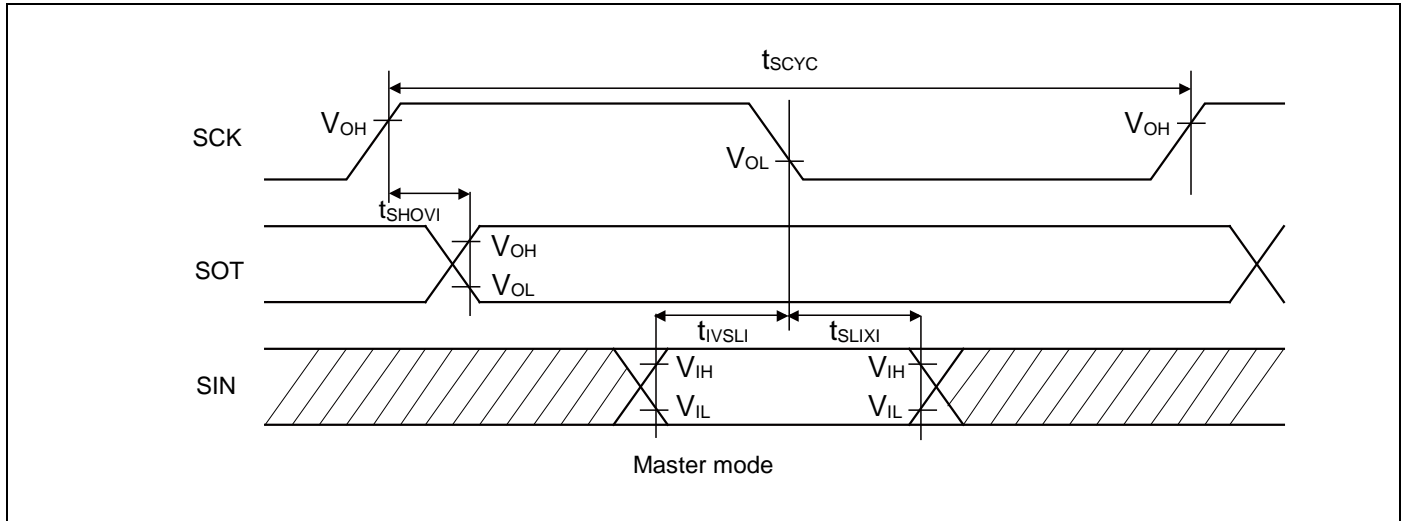 tSCYC
SCK
VOH
VOL
VOH
tSHOVI
SOT
VOH
VOL
tIVSLI
tSLIXI
SIN
VIH
VIL
VIH
VIL
Master mode